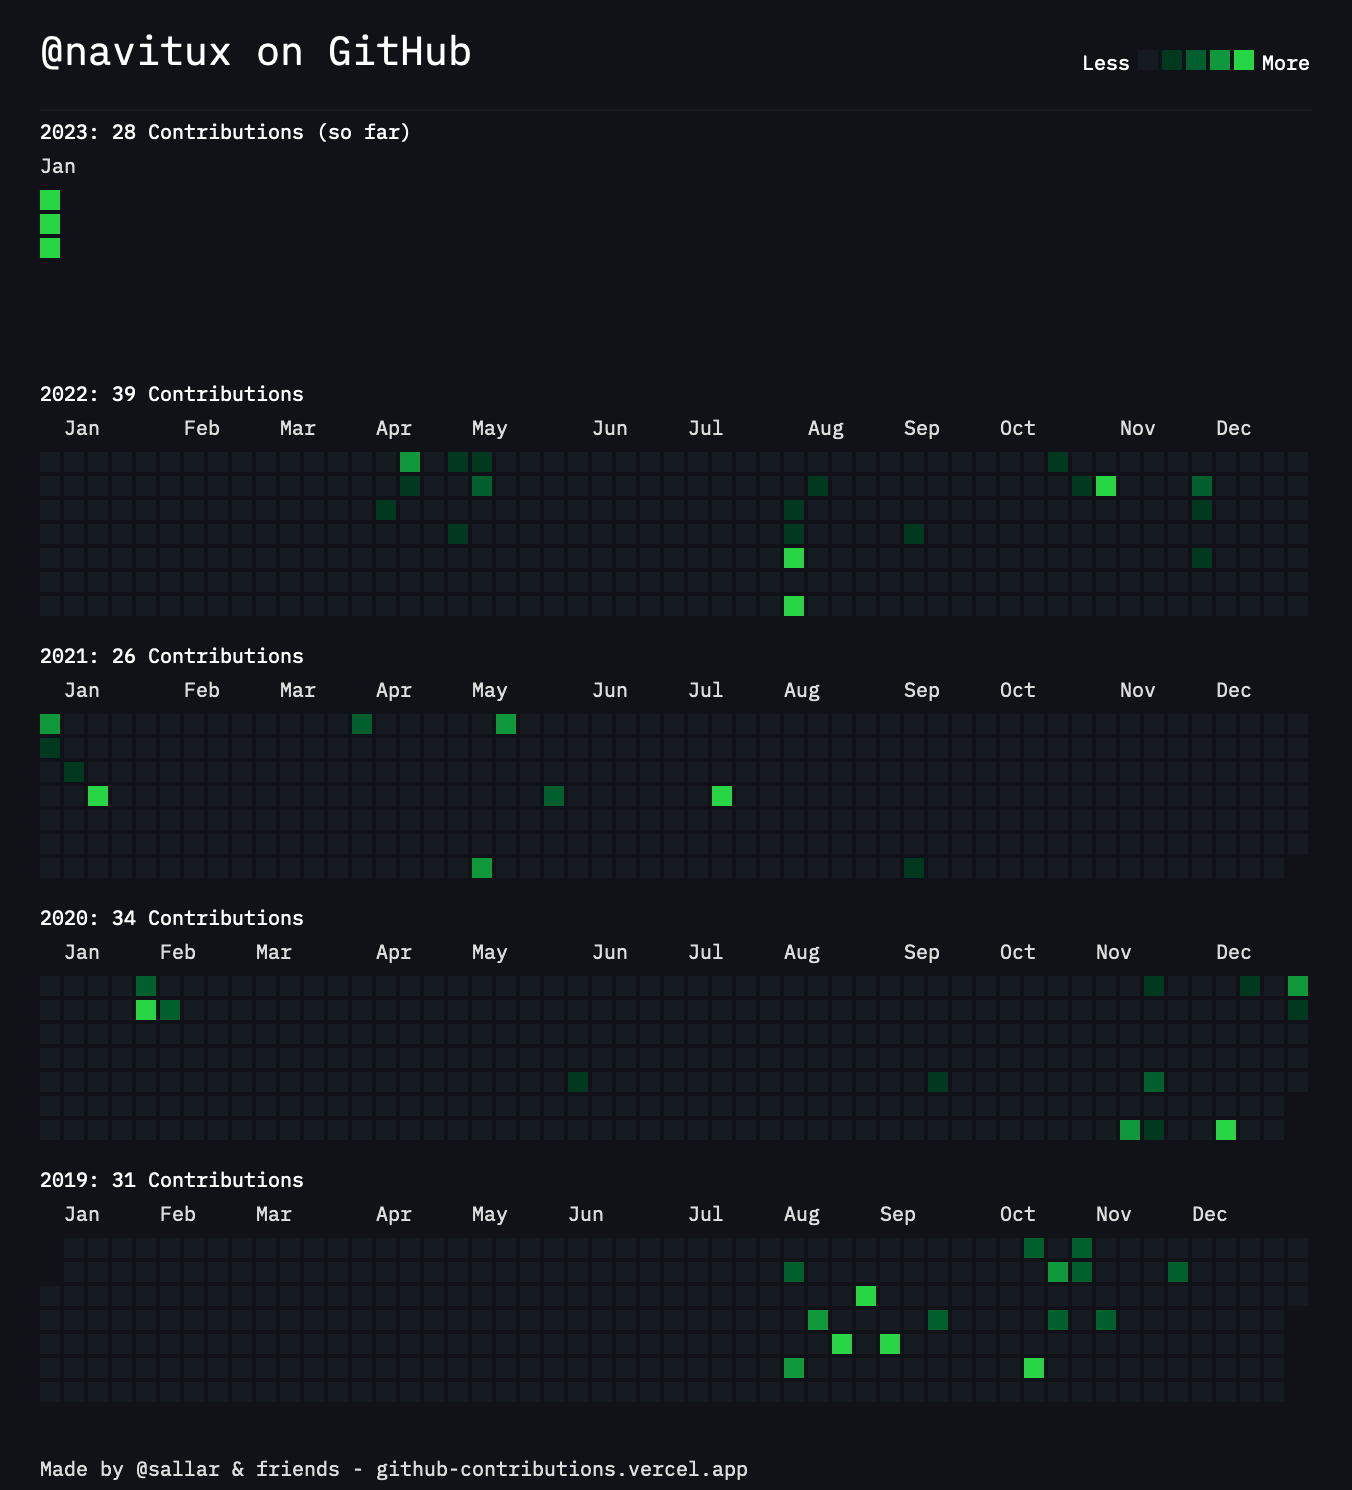 @navitux on GitHub
Less More
2023: 28 Contributions (so far)
Jan
2022: 39 Contributions
Jan Feb Mar Apr May Jun Jul Aug Sep Oct Nov Dec
2021: 26 Contributions
Jan Feb Mar Apr May Jun Jul Aug Sep Oct Nov Dec
2020: 34 Contributions
Jan Feb Mar Apr May Jun Jul Aug Sep Oct Nov Dec
2019: 31 Contributions
Jan Feb Mar Apr May Jun Jul Aug Sep Oct Nov Dec
Made by @sallar & friends - github-contributions.vercel.app